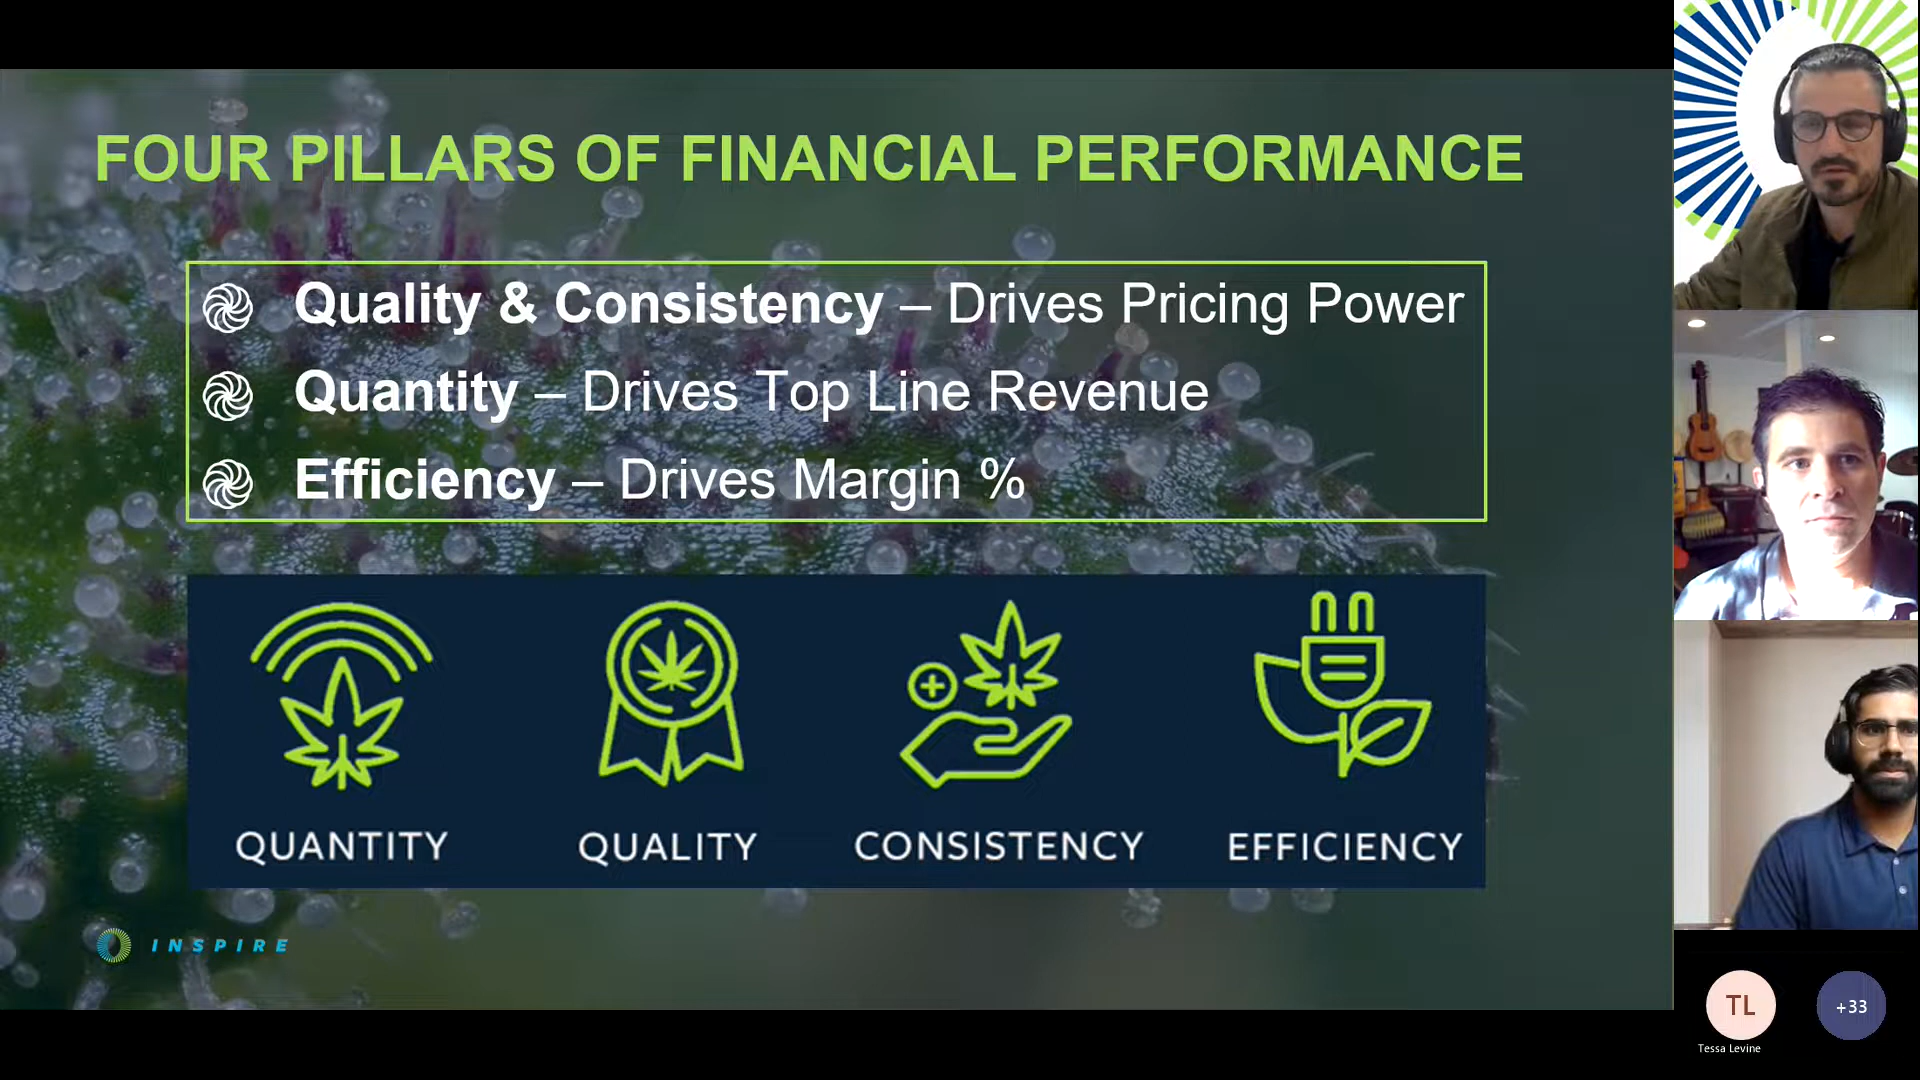 FOUR PILLARS OF FINANCIAL PERFORMANCE
Quality & Consistency – Drives Pricing Power
Quantity – Drives Top Line Revenue
Efficiency – Drives Margin %
QUANTITY
QUALITY
CONSISTENCY
EFFICIENCY
INSPIRE
TL
+33
Tessa Levine